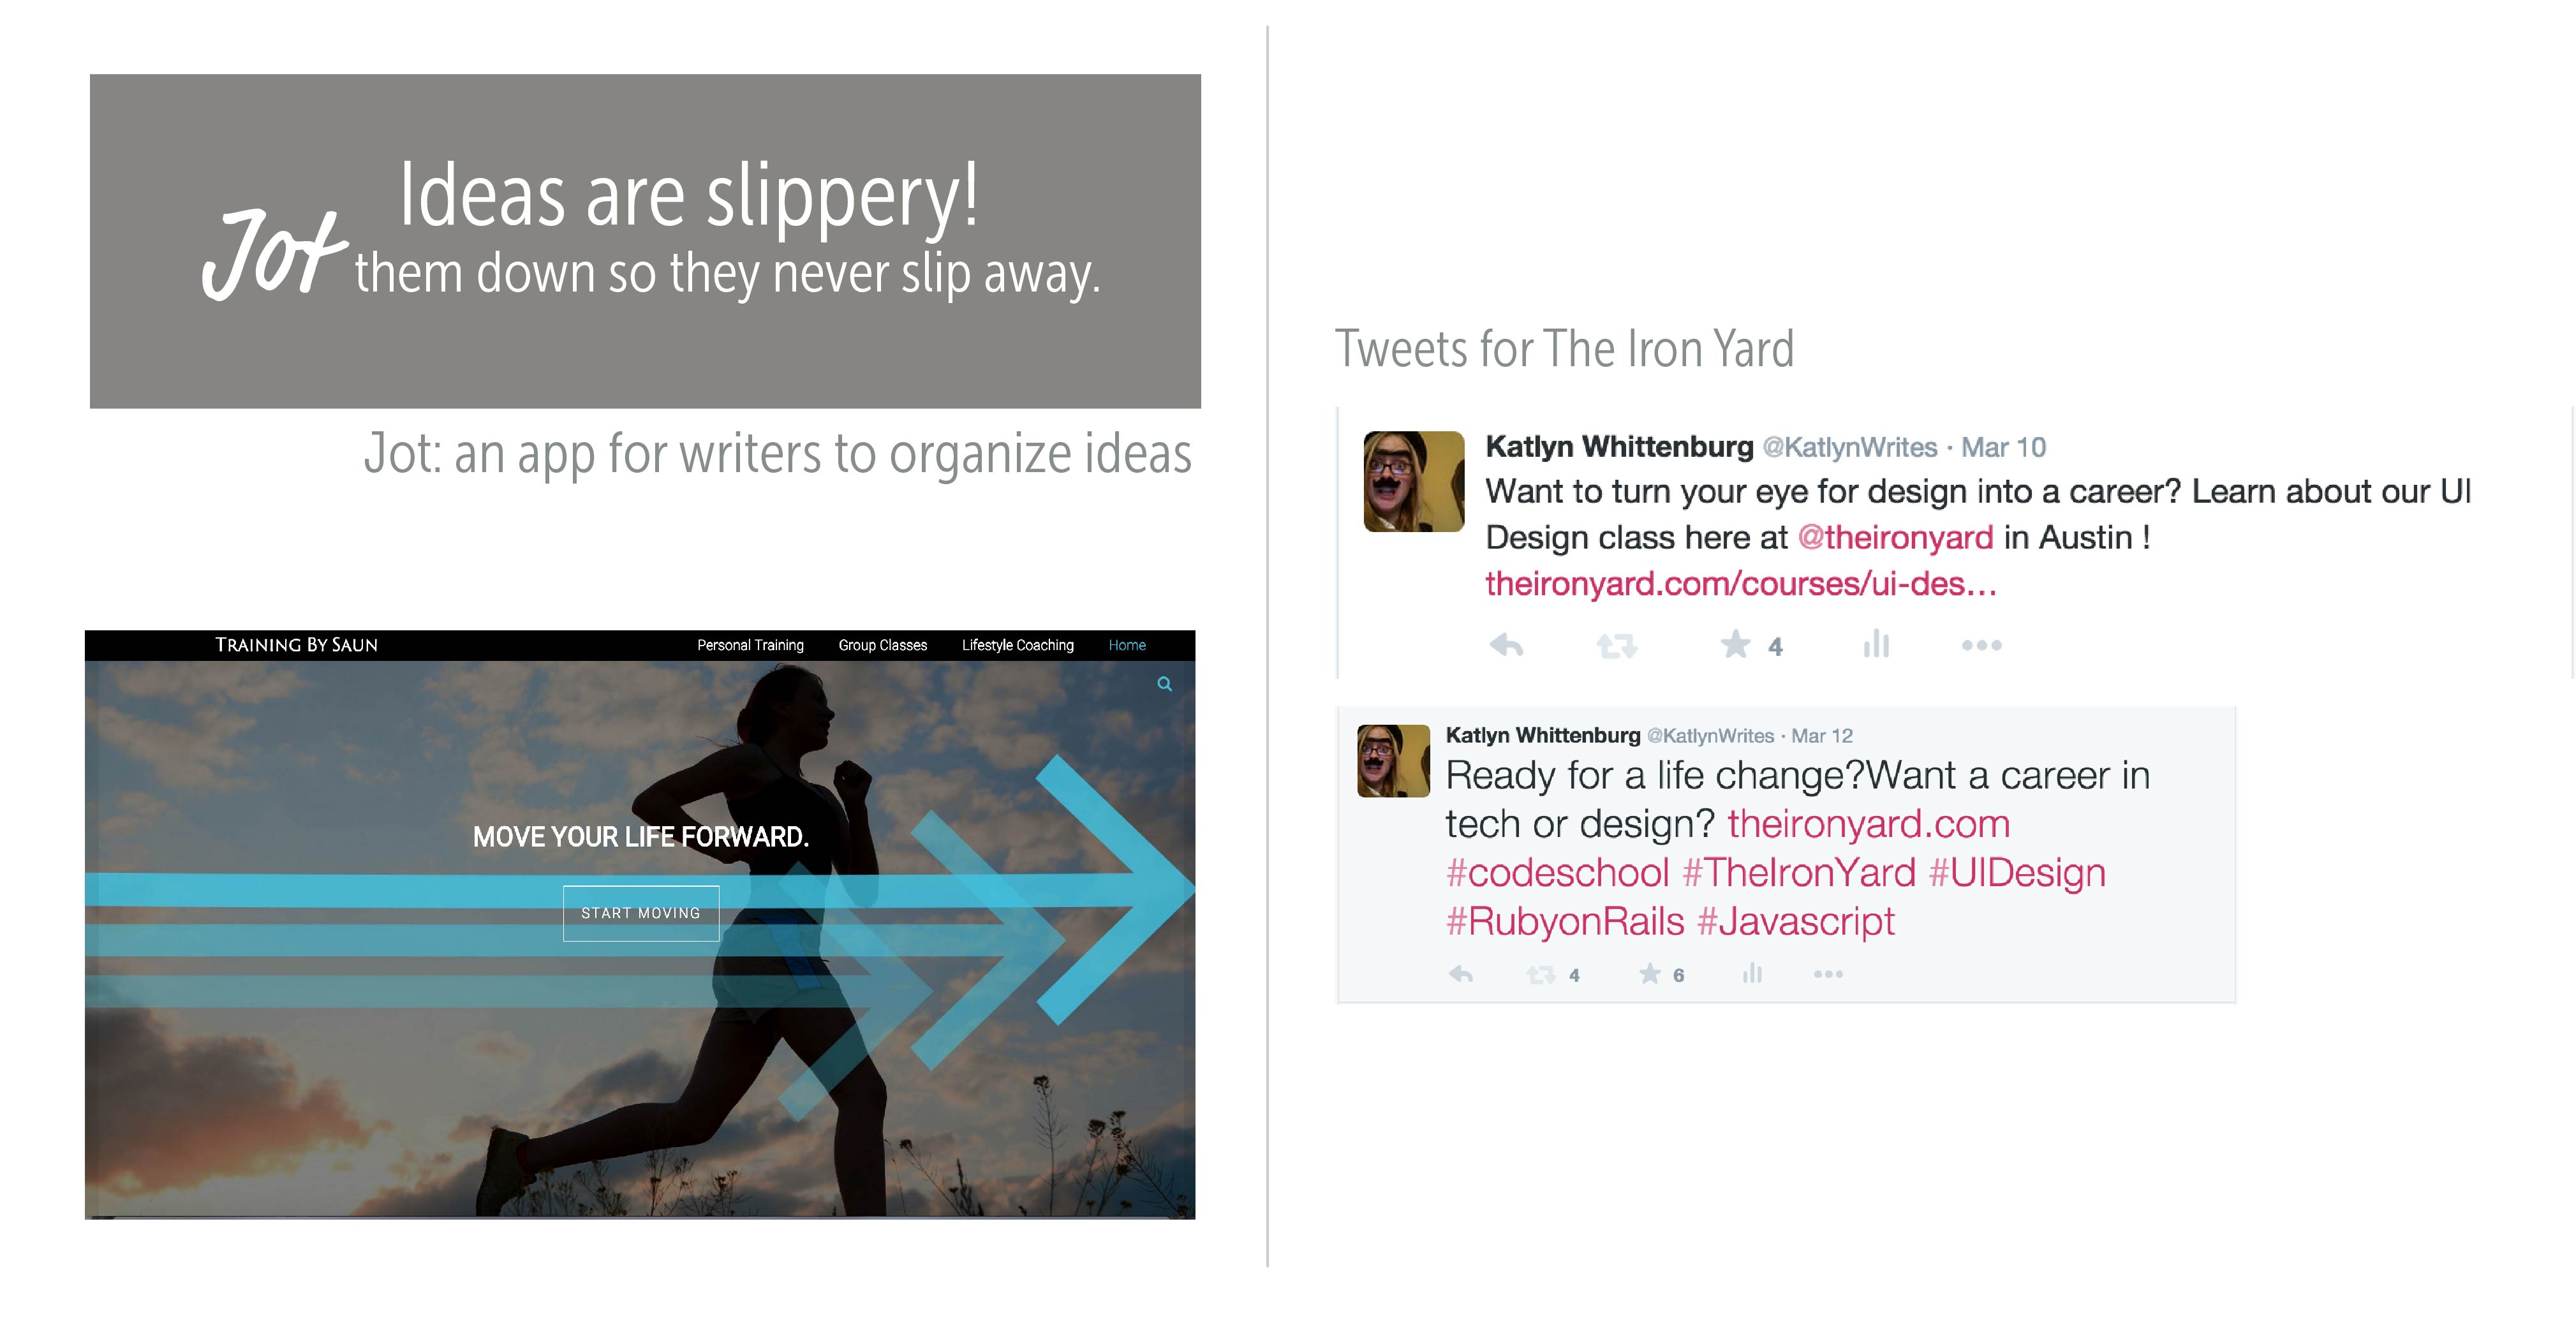 Ideas are slippery!
Jot them down so they never slip away.
Jot: an app for writers to organize ideas
TRAINING BY SAUN
Personal Training Group Classes Lifestyle Coaching Home
MOVE YOUR LIFE FORWARD.
START MOVING
Tweets for The Iron Yard
Katlyn Whittenburg @KatlynWrites · Mar 10
Want to turn your eye for design into a career? Learn about our UI
Design class here at @theironyard in Austin !
theironyard.com/courses/ui-des...
4
Katlyn Whittenburg @KatlynWrites · Mar 12
Ready for a life change?Want a career in
tech or design? theironyard.com
#codeschool #TheIronYard #UIDesign
#RubyonRails #Javascript
4 6